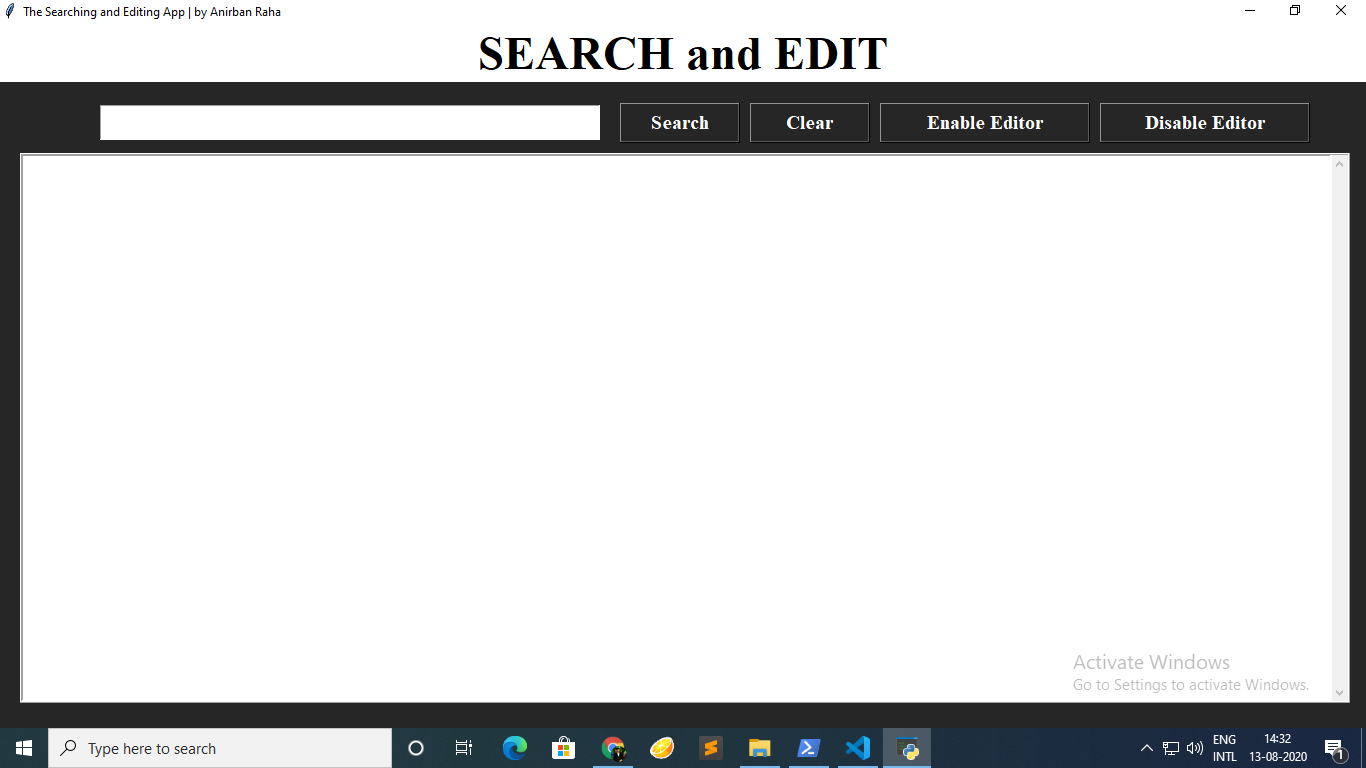 The Searching and Editing App | by Anirban Raha
SEARCH and EDIT
Search
Clear
Enable Editor
Disable Editor
Activate Windows
Go to Settings to activate Windows.
Type here to search
ENG
INTL
14:32
13-08-2020
1